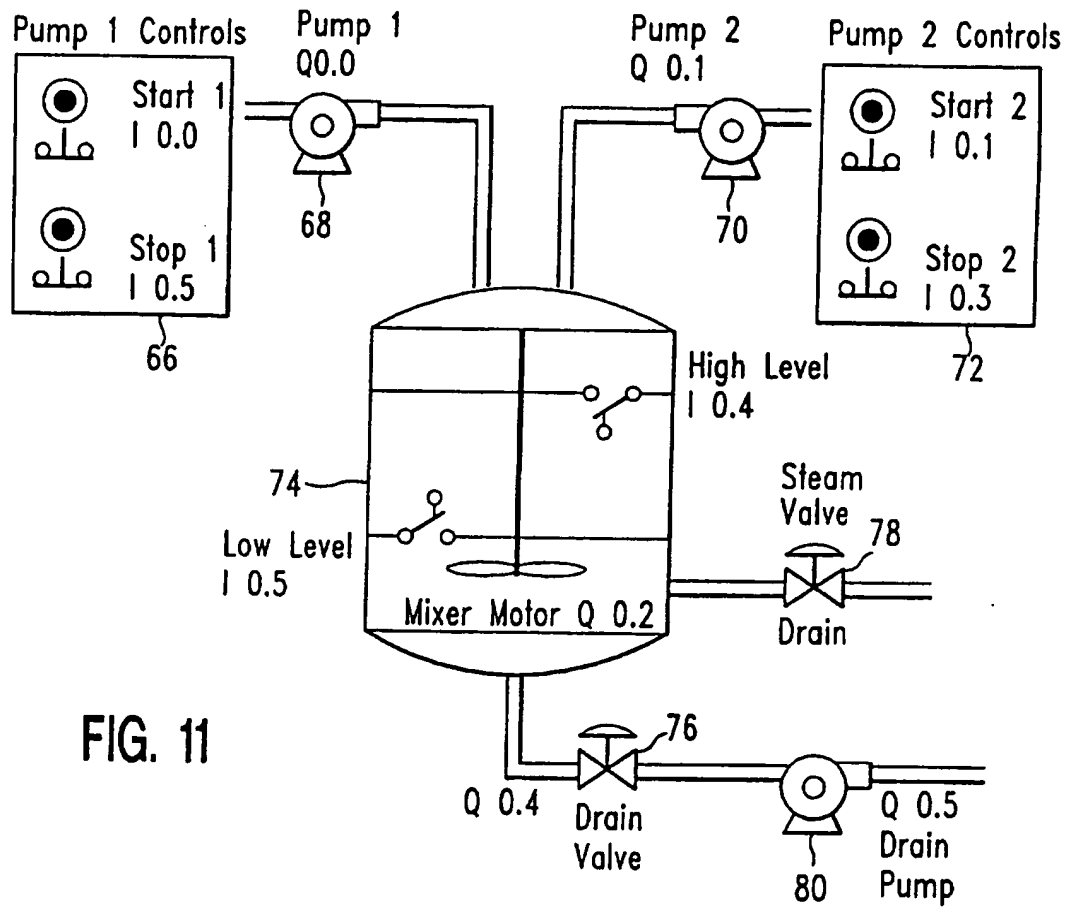 Pump 1 Controls
Start 1
I 0.0
Stop 1
I 0.5
66
Pump 1
Q0.0
68
Pump 2
Q 0.1
70
Pump 2 Controls
Start 2
I 0.1
Stop 2
I 0.3
72
High Level
I 0.4
74
Low Level
I 0.5
Mixer Motor Q 0.2
Steam
Valve
78
Drain
FIG. 11
Q 0.4
76
Drain
Valve
80
Q 0.5
Drain
Pump